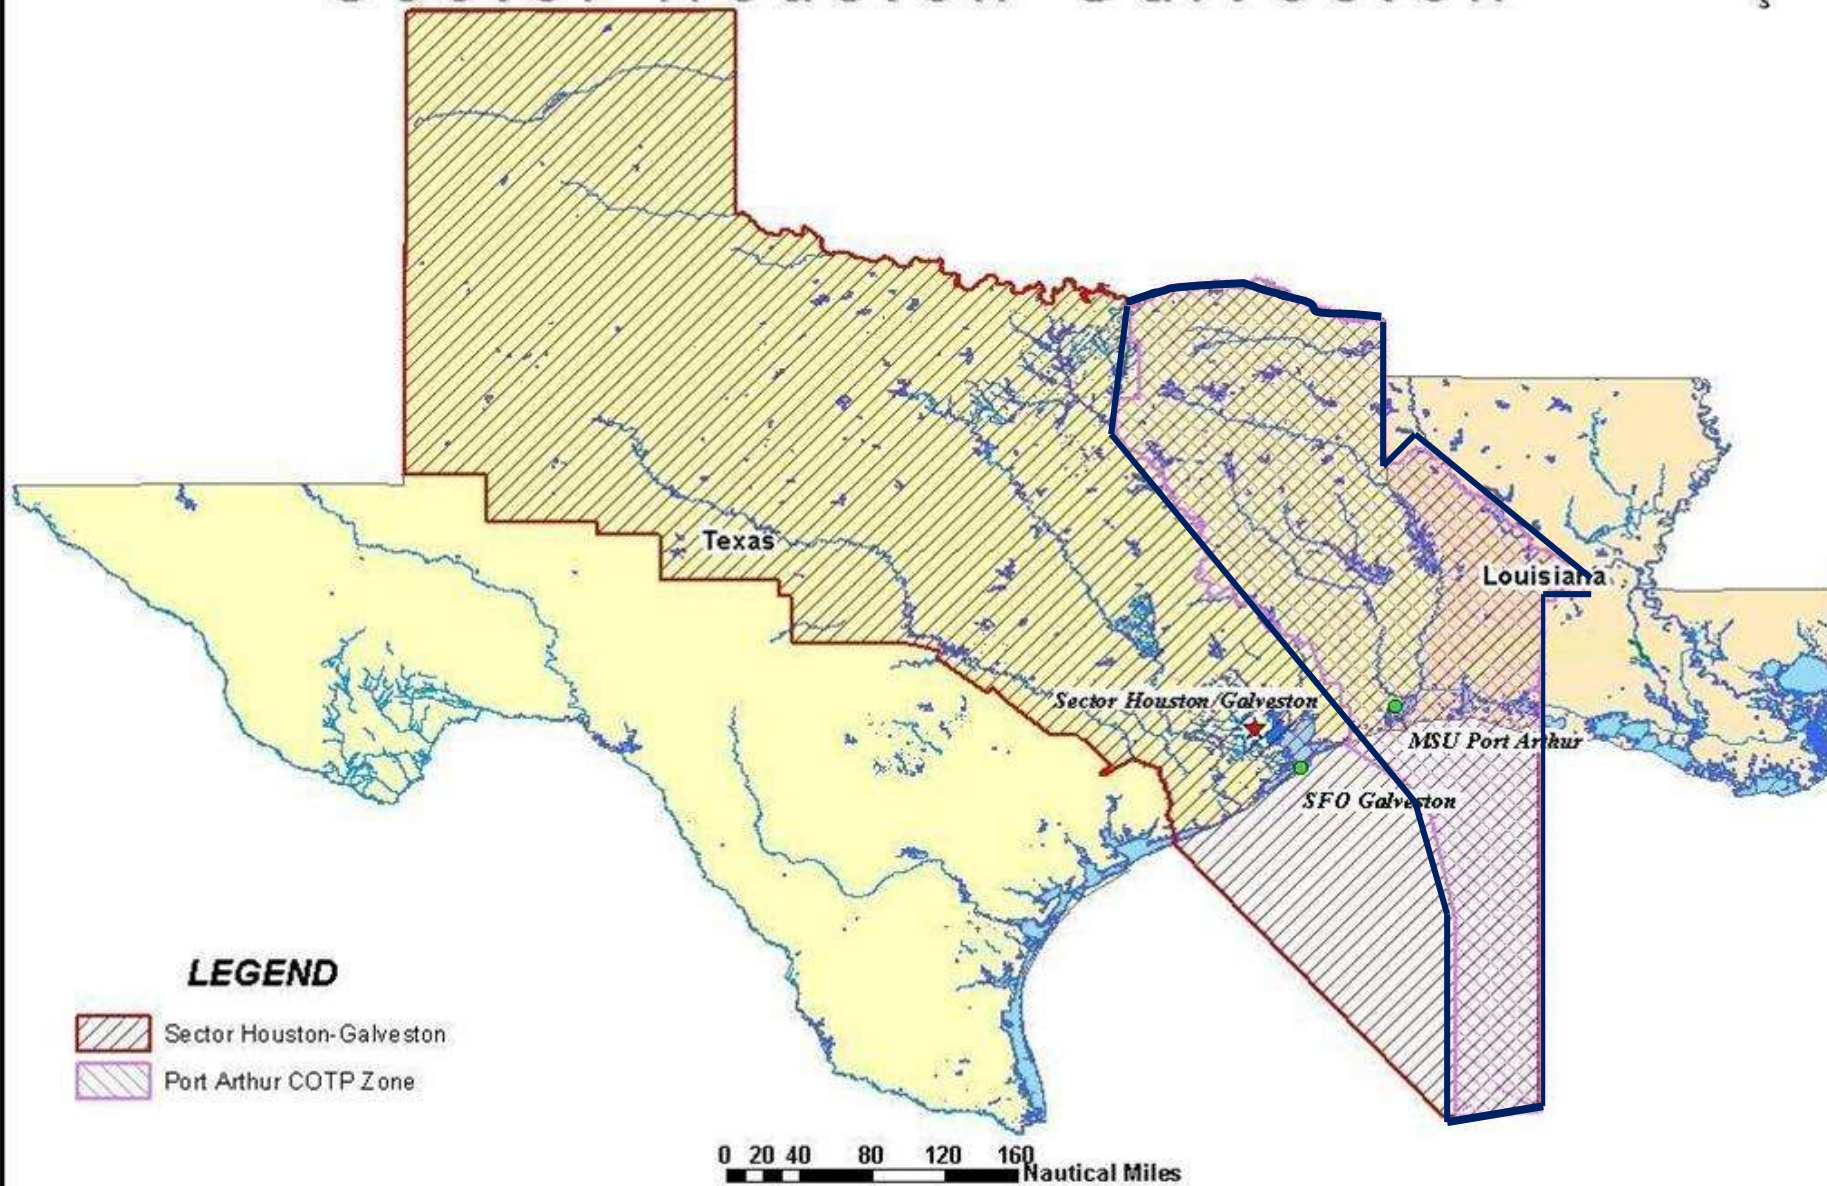 Texas
Louisiana
Sector Houston/Galveston
MSU Port Arthur
SFO Galveston
LEGEND
Sector Houston-Galveston
Port Arthur COTP Zone
0 20 40 80 120 160
Nautical Miles